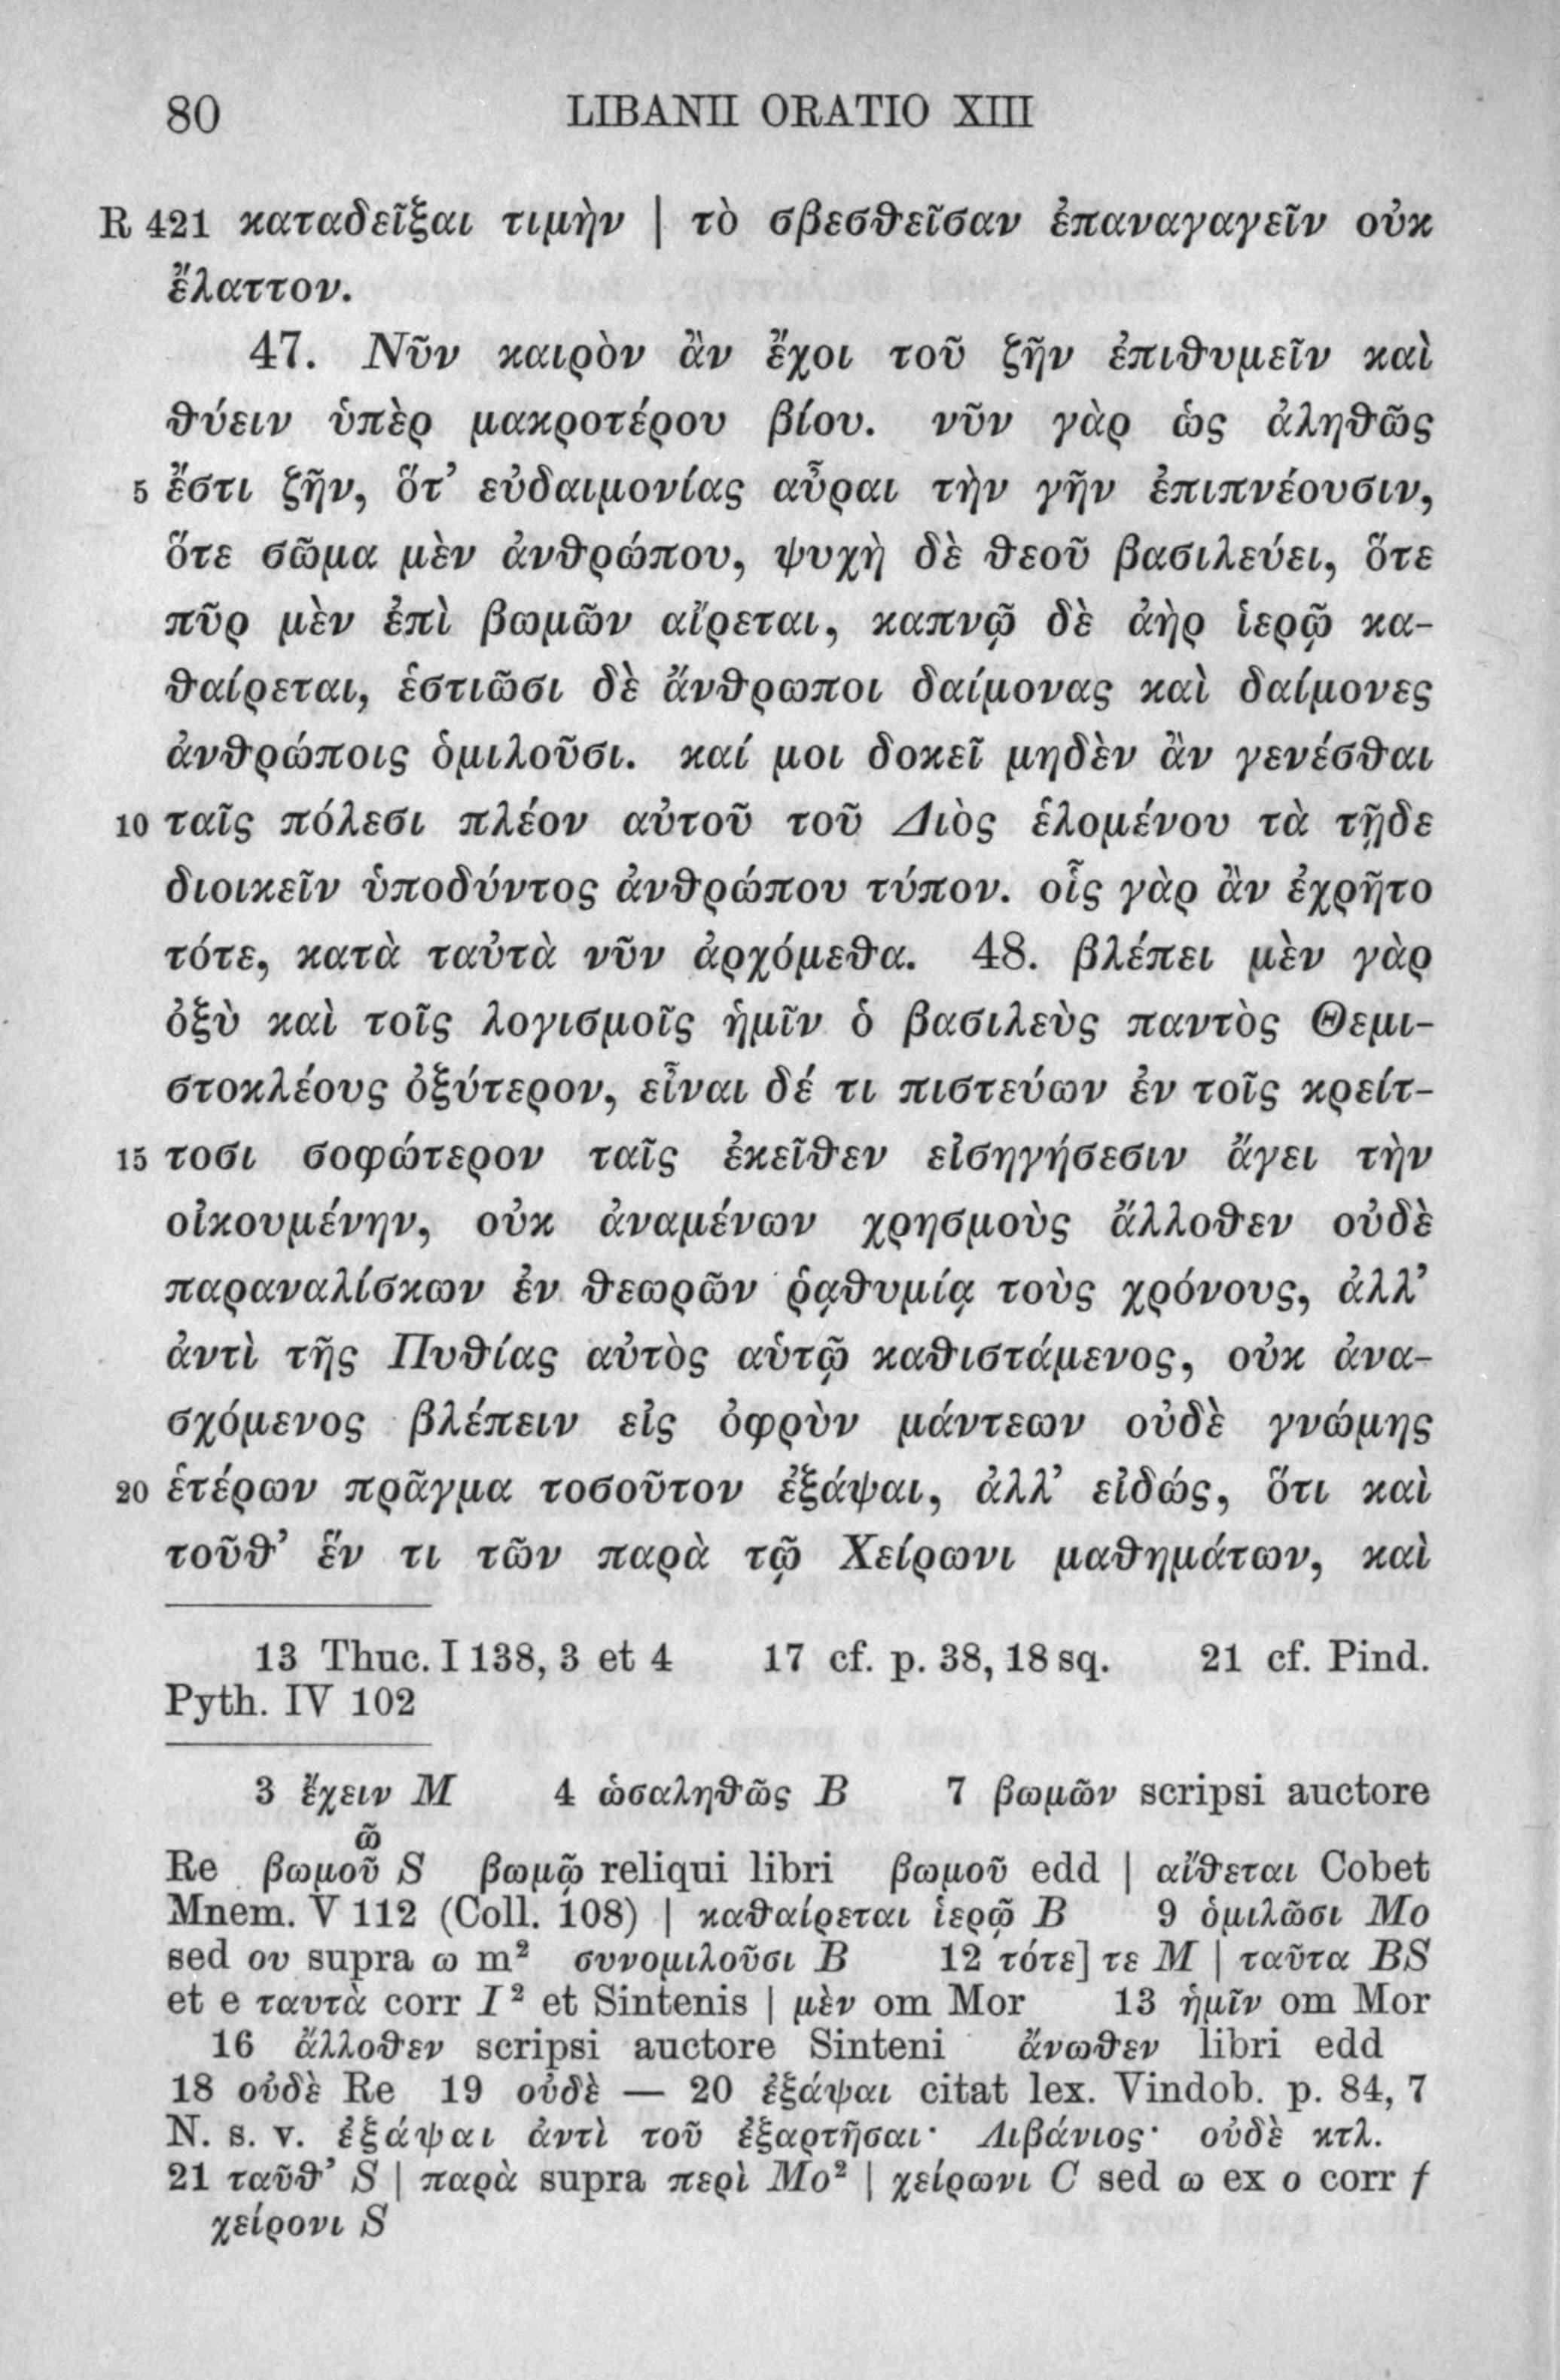 80 LIBANII ORATIO XIII
R 421 καταδεῖξαι τιμὴν | τὸ σβεσθεῖσαν ἐπαναγαγεῖν οὐκ
ἔλαττον.
47. Νῦν καιρὸν ἂν ἔχοι τοῦ ζῆν ἐπιθυμεῖν καὶ
θύειν ὑπὲρ μακροτέρου βίου. νῦν γὰρ ὡς ἀληθῶς
5 ἔστι ζῆν, ὅτ’ εὐδαιμονίας αὖραι τὴν γῆν ἐπιπνέουσιν,
ὅτε σῶμα μὲν ἀνθρώπου, ψυχὴ δὲ θεοῦ βασιλεύει, ὅτε
πῦρ μὲν ἐπὶ βωμῶν αἴρεται, καπνῷ δὲ ἀὴρ ἱερῷ κα-
θαίρεται, ἑστιῶσι δὲ ἄνθρωποι δαίμονας καὶ δαίμονες
ἀνθρώποις ὁμιλοῦσι. καί μοι δοκεῖ μηδὲν ἂν γενέσθαι
10 ταῖς πόλεσι πλέον αὐτοῦ τοῦ Διὸς ἑλομένου τὰ τῇδε
διοικεῖν ὑποδύντος ἀνθρώπου τύπον. οἷς γὰρ ἂν ἐχρῆτο
τότε, κατὰ ταὐτὰ νῦν ἀρχόμεθα. 48. βλέπει μὲν γὰρ
ὀξὺ καὶ τοῖς λογισμοῖς ἡμῖν ὁ βασιλεὺς παντὸς Θεμι-
στοκλέους ὀξύτερον, εἶναι δέ τι πιστεύων ἐν τοῖς κρείτ-
15 τοσι σοφώτερον ταῖς ἐκεῖθεν εἰσηγήσεσιν ἄγει τὴν
οἰκουμένην, οὐκ ἀναμένων χρησμοὺς ἄλλοθεν οὐδὲ
παραναλίσκων ἐν θεωρῶν ῥᾳθυμίᾳ τοὺς χρόνους, ἀλλ’
ἀντὶ τῆς Πυθίας αὐτὸς αὑτῷ καθιστάμενος, οὐκ ἀνα-
σχόμενος βλέπειν εἰς ὀφρὺν μάντεων οὐδὲ γνώμης
20 ἑτέρων πρᾶγμα τοσοῦτον ἐξάψαι, ἀλλ’ εἰδώς, ὅτι καὶ
τοῦθ’ ἕν τι τῶν παρὰ τῷ Χείρωνι μαθημάτων, καὶ
13 Thuc. I 138, 3 et 4 17 cf. p. 38, 18 sq. 21 cf. Pind.
Pyth. IV 102
3 ἔχειν M 4 ὡσαληθῶς B 7 βωμῶν scripsi auctore
ῶ
Re βωμοῦ S βωμῷ reliqui libri βωμοῦ edd | αἴθεται Cobet
Mnem. V 112 (Coll. 108) | καθαίρεται ἱερῷ B 9 ὁμιλῶσι Mo
sed ου supra ω m² συνομιλοῦσι B 12 τότε] τε M | ταῦτα BS
et e ταυτὰ corr I² et Sintenis | μὲν om Mor 13 ἡμῖν om Mor
16 ἄλλοθεν scripsi auctore Sinteni ἄνωθεν libri edd
18 οὐδὲ Re 19 οὐδὲ — 20 ἐξάψαι citat lex. Vindob. p. 84, 7
N. s. v. ἐξάψαι ἀντὶ τοῦ ἐξαρτῆσαι· Λιβάνιος· οὐδὲ κτλ.
21 ταῦθ’ S | παρὰ supra περὶ Mo² | χείρωνι C sed ω ex ο corr f
χείρονι S